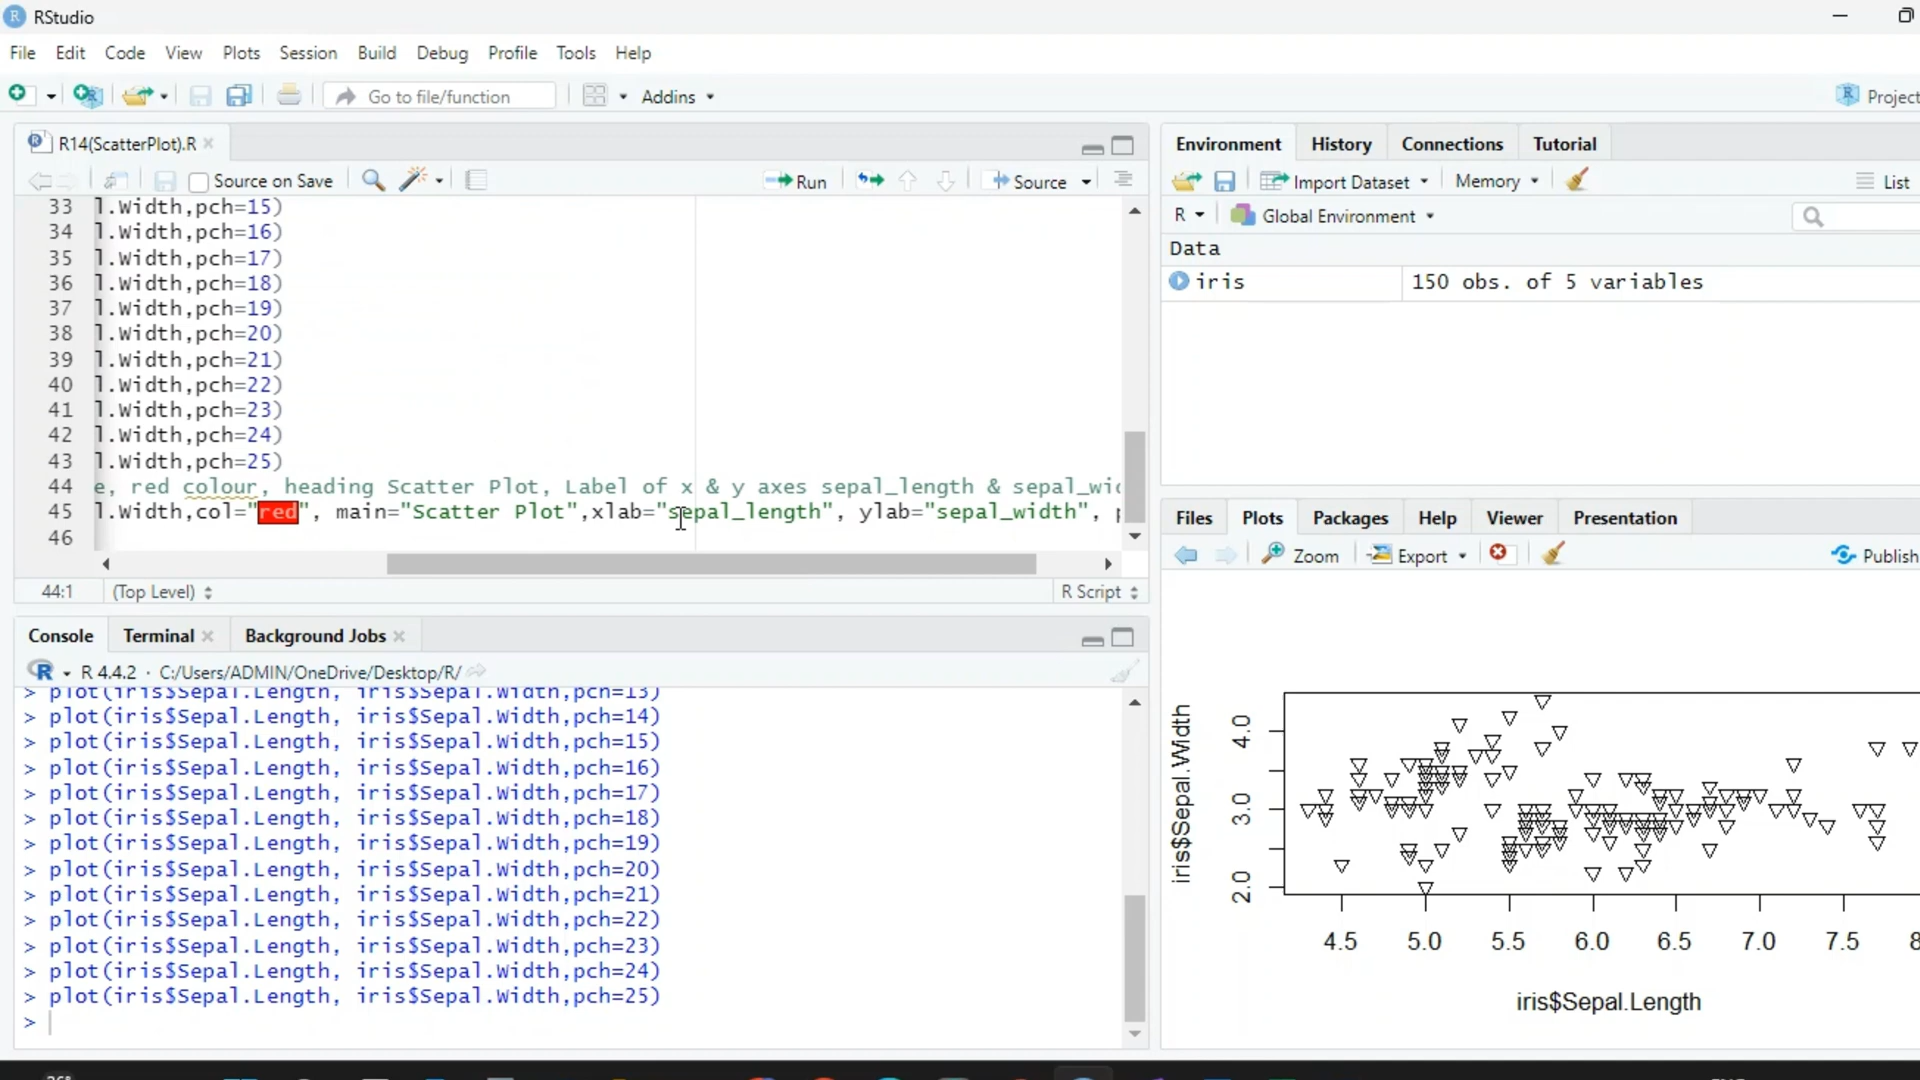 RStudio
File Edit Code View Plots Session Build Debug Profile Tools Help
Go to file/function Addins Project
R14(ScatterPlot).R
Source on Save Run Source
33 l.Width,pch=15)
34 l.Width,pch=16)
35 l.Width,pch=17)
36 l.Width,pch=18)
37 l.Width,pch=19)
38 l.Width,pch=20)
39 l.Width,pch=21)
40 l.Width,pch=22)
41 l.Width,pch=23)
42 l.Width,pch=24)
43 l.Width,pch=25)
44 e, red colour, heading Scatter Plot, Label of x & y axes sepal_length & sepal_wi
45 l.Width,col="red", main="Scatter Plot",xlab="sepal_length", ylab="sepal_width",
46
44:1 (Top Level) R Script
Console Terminal Background Jobs
R 4.4.2 · C:/Users/ADMIN/OneDrive/Desktop/R/
> plot(iris$Sepal.Length, iris$Sepal.Width,pch=13)
> plot(iris$Sepal.Length, iris$Sepal.Width,pch=14)
> plot(iris$Sepal.Length, iris$Sepal.Width,pch=15)
> plot(iris$Sepal.Length, iris$Sepal.Width,pch=16)
> plot(iris$Sepal.Length, iris$Sepal.Width,pch=17)
> plot(iris$Sepal.Length, iris$Sepal.Width,pch=18)
> plot(iris$Sepal.Length, iris$Sepal.Width,pch=19)
> plot(iris$Sepal.Length, iris$Sepal.Width,pch=20)
> plot(iris$Sepal.Length, iris$Sepal.Width,pch=21)
> plot(iris$Sepal.Length, iris$Sepal.Width,pch=22)
> plot(iris$Sepal.Length, iris$Sepal.Width,pch=23)
> plot(iris$Sepal.Length, iris$Sepal.Width,pch=24)
> plot(iris$Sepal.Length, iris$Sepal.Width,pch=25)
>
Environment History Connections Tutorial
Import Dataset Memory List
R Global Environment
Data
iris 150 obs. of 5 variables
Files Plots Packages Help Viewer Presentation
Zoom Export Publish
iris$Sepal.Width
4.0
3.0
2.0
4.5 5.0 5.5 6.0 6.5 7.0 7.5 8
iris$Sepal.Length